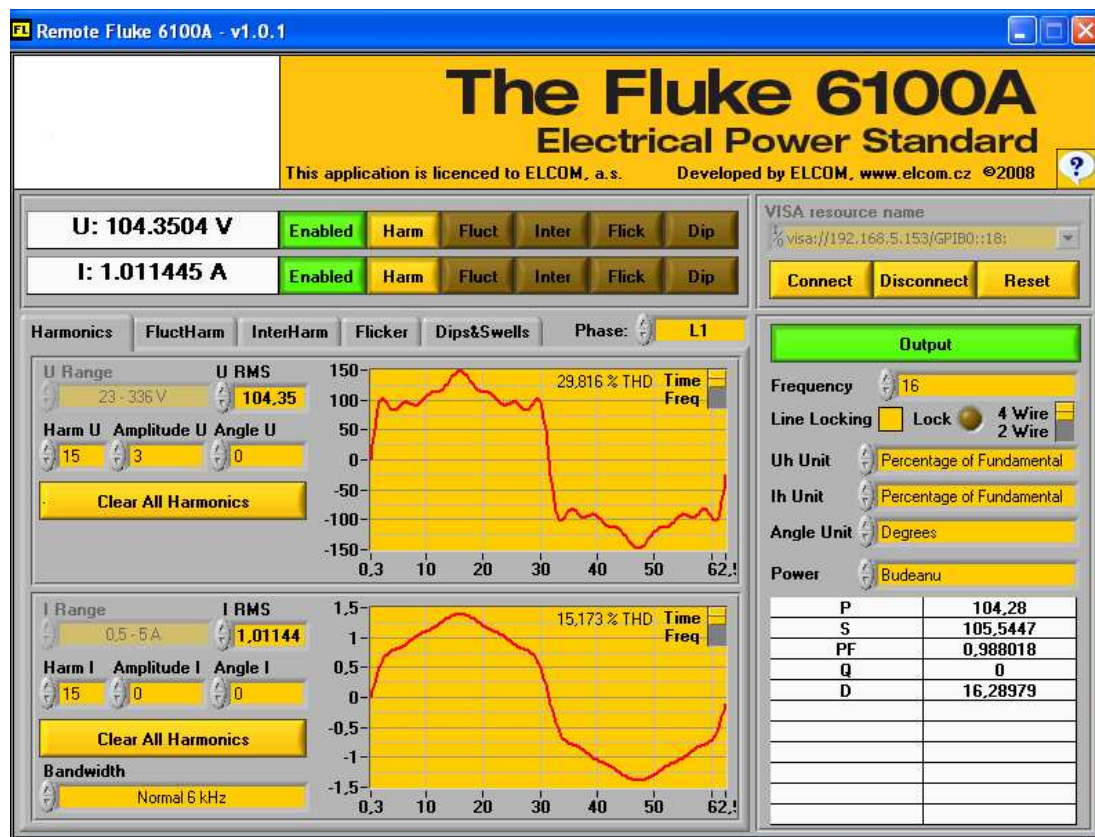 FL Remote Fluke 6100A - v1.0.1
The Fluke 6100A
Electrical Power Standard
This application is licenced to ELCOM, a.s. Developed by ELCOM, www.elcom.cz ©2008 ?
U: 104.3504 V Enabled Harm Fluct Inter Flick Dip
I: 1.011445 A Enabled Harm Fluct Inter Flick Dip
VISA resource name
visa://192.168.5.153/GPIB0::18:
Connect Disconnect Reset
Harmonics FluctHarm InterHarm Flicker Dips&Swells Phase: L1
U Range U RMS
23 - 336 V 104,35
Harm U Amplitude U Angle U
15 3 0
Clear All Harmonics
29,816 % THD Time
Freq
150
100
50
0
-50
-100
-150
0,3 10 20 30 40 50
I Range I RMS
0,5 - 5 A 1,01144
Harm I Amplitude I Angle I
15 0 0
Clear All Harmonics
Bandwidth
Normal 6 kHz
15,173 % THD Time
Freq
1,5
1
0,5
0
-0,5
-1
-1,5
0,3 10 20 30 40 50
Output
Frequency 16
Line Locking Lock 4 Wire
2 Wire
Uh Unit Percentage of Fundamental
Ih Unit Percentage of Fundamental
Angle Unit Degrees
Power Budeanu
P 104,28
S 105,5447
PF 0,988018
Q 0
D 16,28979